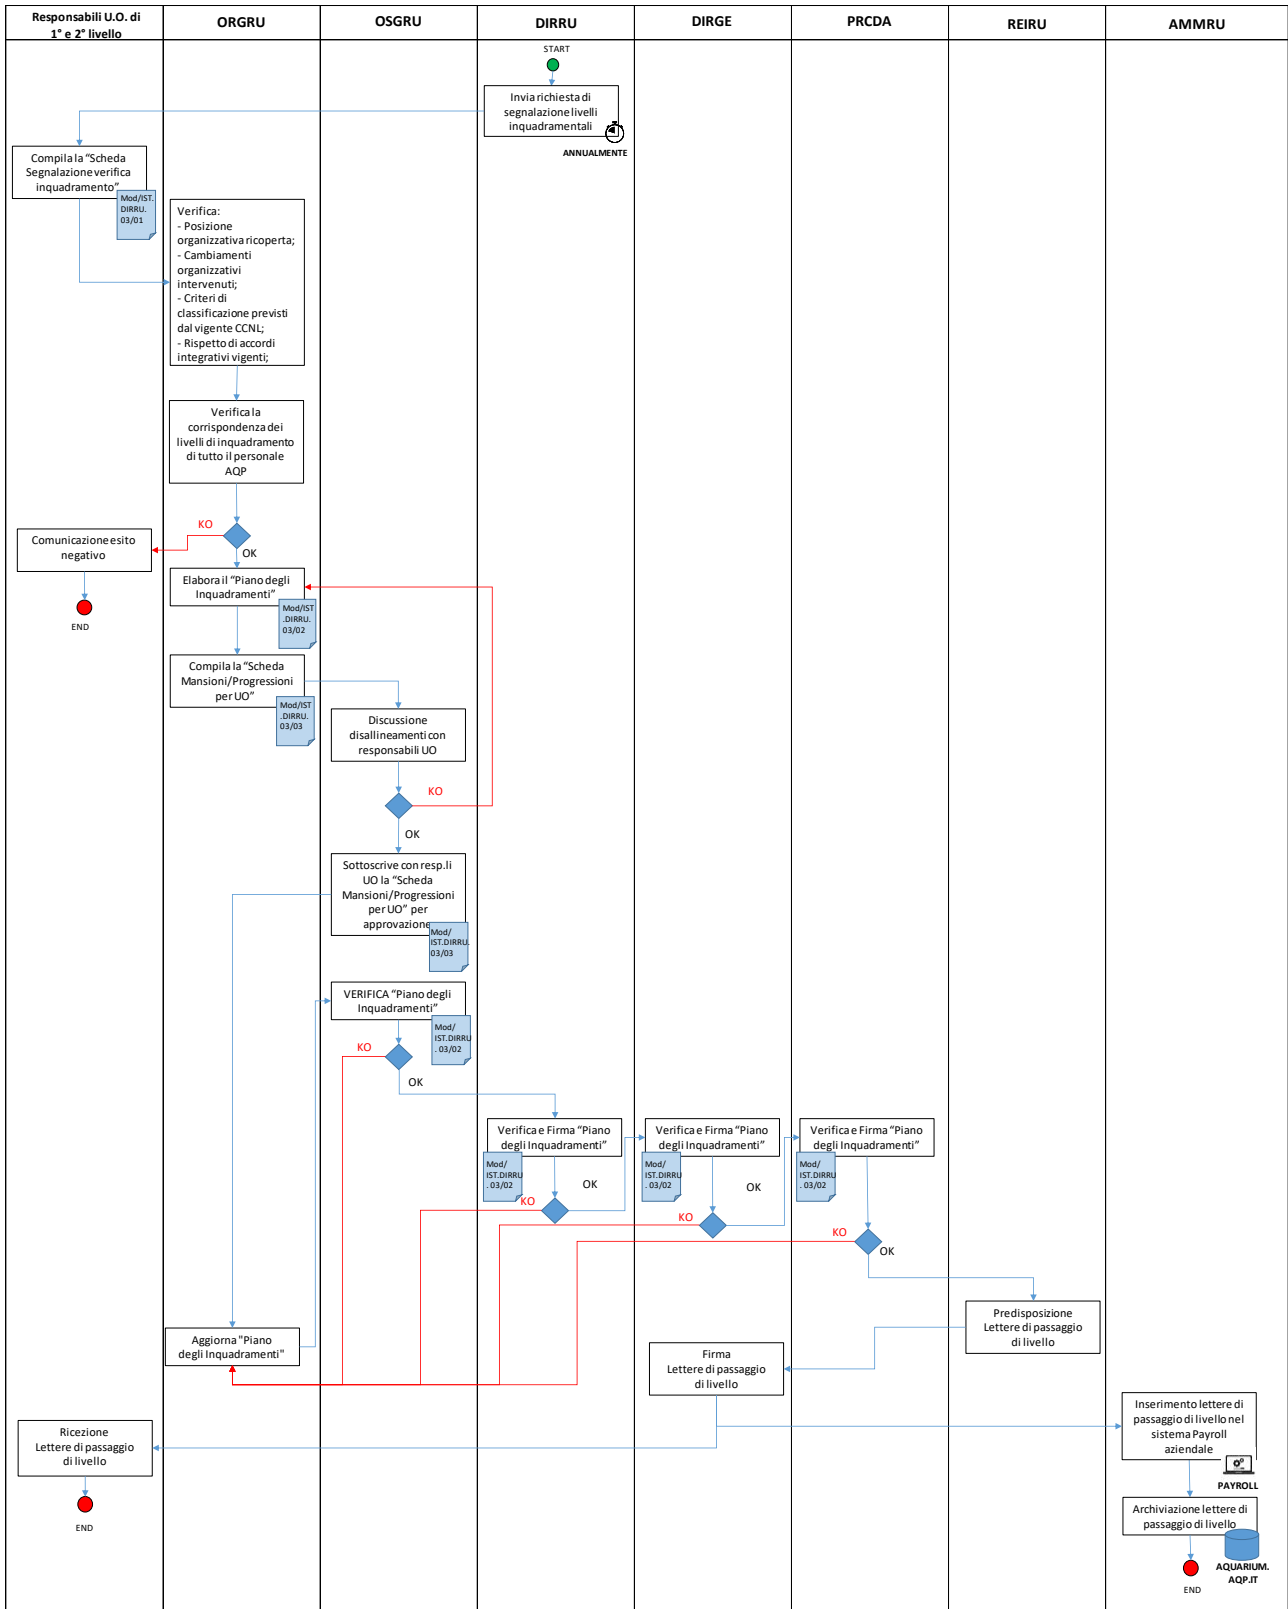 Responsabili U.O. di
1° e 2° livello
ORGRU
OSGRU
DIRRU
DIRGE
PRCDA
REIRU
AMMRU
START
Invia richiesta di
segnalazione livelli
inquadramentali
ANNUALMENTE
Compila la “Scheda
Segnalazione verifica
inquadramento”
Mod/IST.
DIRRU.
03/01
Verifica:
- Posizione
organizzativa ricoperta;
- Cambiamenti
organizzativi
intervenuti;
- Criteri di
classificazione previsti
dal vigente CCNL;
- Rispetto di accordi
integrativi vigenti;
Verifica la
corrispondenza dei
livelli di inquadramento
di tutto il personale
AQP
KO
OK
Comunicazione esito
negativo
END
Elabora il “Piano degli
Inquadramenti”
Mod/IST
.DIRRU.
03/02
Compila la “Scheda
Mansioni/Progressioni
per UO”
Mod/IST
.DIRRU.
03/03
Discussione
disallineamenti con
responsabili UO
KO
OK
Sottoscrive con resp.li
UO la “Scheda
Mansioni/Progressioni
per UO” per
approvazione
Mod/
IST.DIRRU.
03/03
VERIFICA “Piano degli
Inquadramenti”
Mod/
IST.DIRRU
. 03/02
KO
OK
Verifica e Firma “Piano
degli Inquadramenti”
Mod/
IST.DIRRU
. 03/02
OK
KO
Verifica e Firma “Piano
degli Inquadramenti”
Mod/
IST.DIRRU
. 03/02
OK
KO
Verifica e Firma “Piano
degli Inquadramenti”
Mod/
IST.DIRRU
. 03/02
KO
OK
Predisposizione
Lettere di passaggio
di livello
Aggiorna "Piano
degli Inquadramenti"
Firma
Lettere di passaggio
di livello
Ricezione
Lettere di passaggio
di livello
END
Inserimento lettere di
passaggio di livello nel
sistema Payroll
aziendale
PAYROLL
Archiviazione lettere di
passaggio di livello
AQUARIUM.
AQP.IT
END